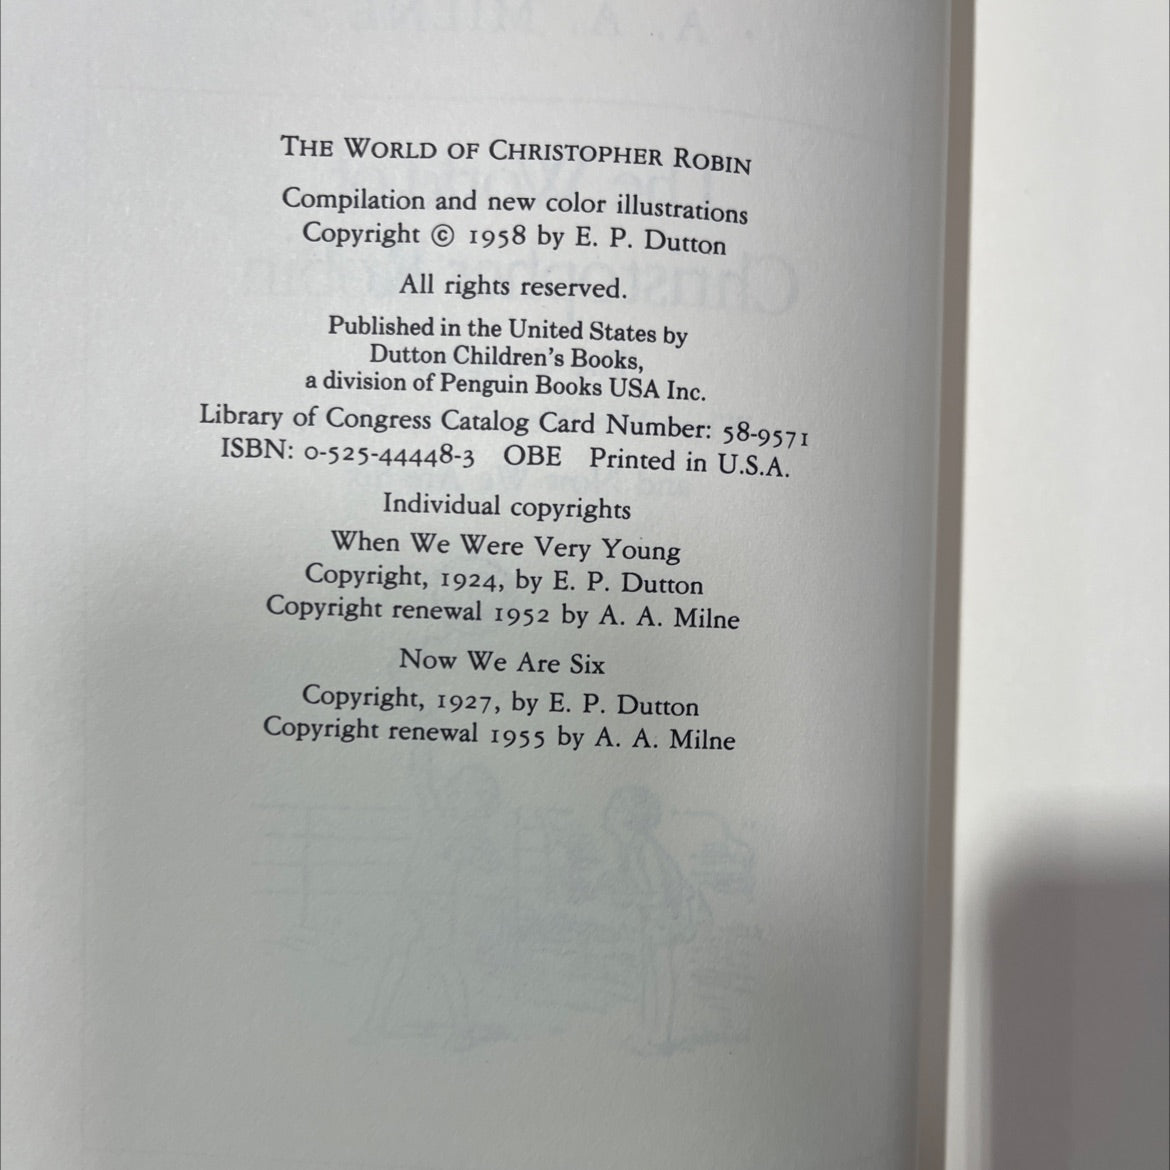 THE WORLD OF CHRISTOPHER ROBIN
Compilation and new color illustrations
Copyright © 1958 by E. P. Dutton
All rights reserved.
Published in the United States by
Dutton Children's Books,
a division of Penguin Books USA Inc.
Library of Congress Catalog Card Number: 58-9571
ISBN: 0-525-44448-3 OBE Printed in U.S.A.
Individual copyrights
When We Were Very Young
Copyright, 1924, by E. P. Dutton
Copyright renewal 1952 by A. A. Milne
Now We Are Six
Copyright, 1927, by E. P. Dutton
Copyright renewal 1955 by A. A. Milne